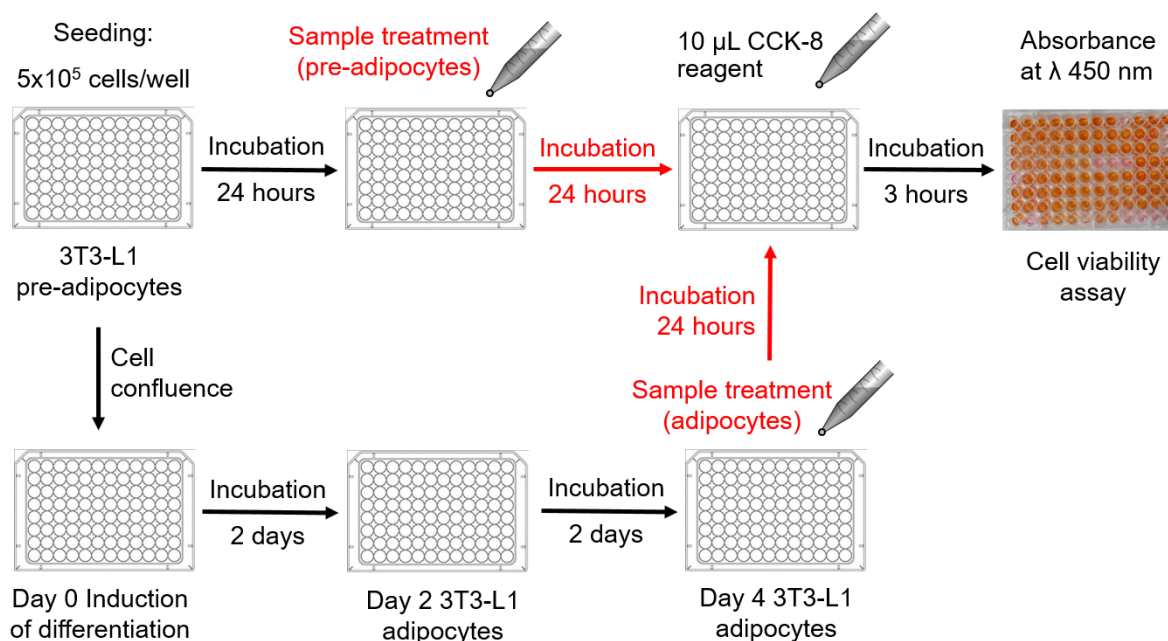 Seeding:
5x10⁵ cells/well
Sample treatment
(pre-adipocytes)
10 µL CCK-8
reagent
Absorbance
at λ 450 nm
Incubation
24 hours
Incubation
24 hours
Incubation
3 hours
3T3-L1
pre-adipocytes
Cell viability
assay
Incubation
24 hours
Cell
confluence
Sample treatment
(adipocytes)
Incubation
2 days
Incubation
2 days
Day 0 Induction
of differentiation
Day 2 3T3-L1
adipocytes
Day 4 3T3-L1
adipocytes